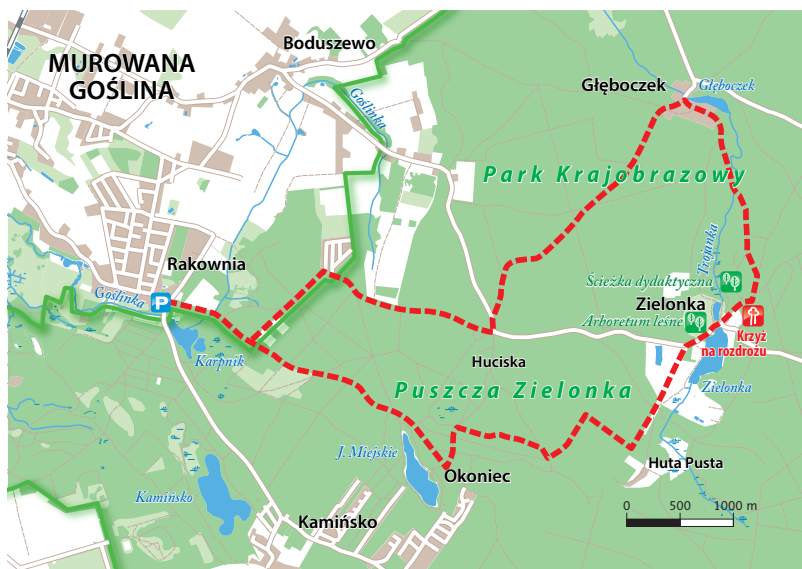 Boduszewo
MUROWANA
GOŚLINA
Goślinka
Głęboczek
Głęboczek
Park Krajobrazowy
Rakownia
Goślinka
P
Karpnik
Trojanka
Ścieżka dydaktyczna
Zielonka
Arboretum leśne
Krzyż
na rozdrożu
Huciska
Puszcza Zielonka
Zielonka
J. Miejskie
Okoniec
Huta Pusta
Kamińsko
Kamińsko
0 500 1000 m